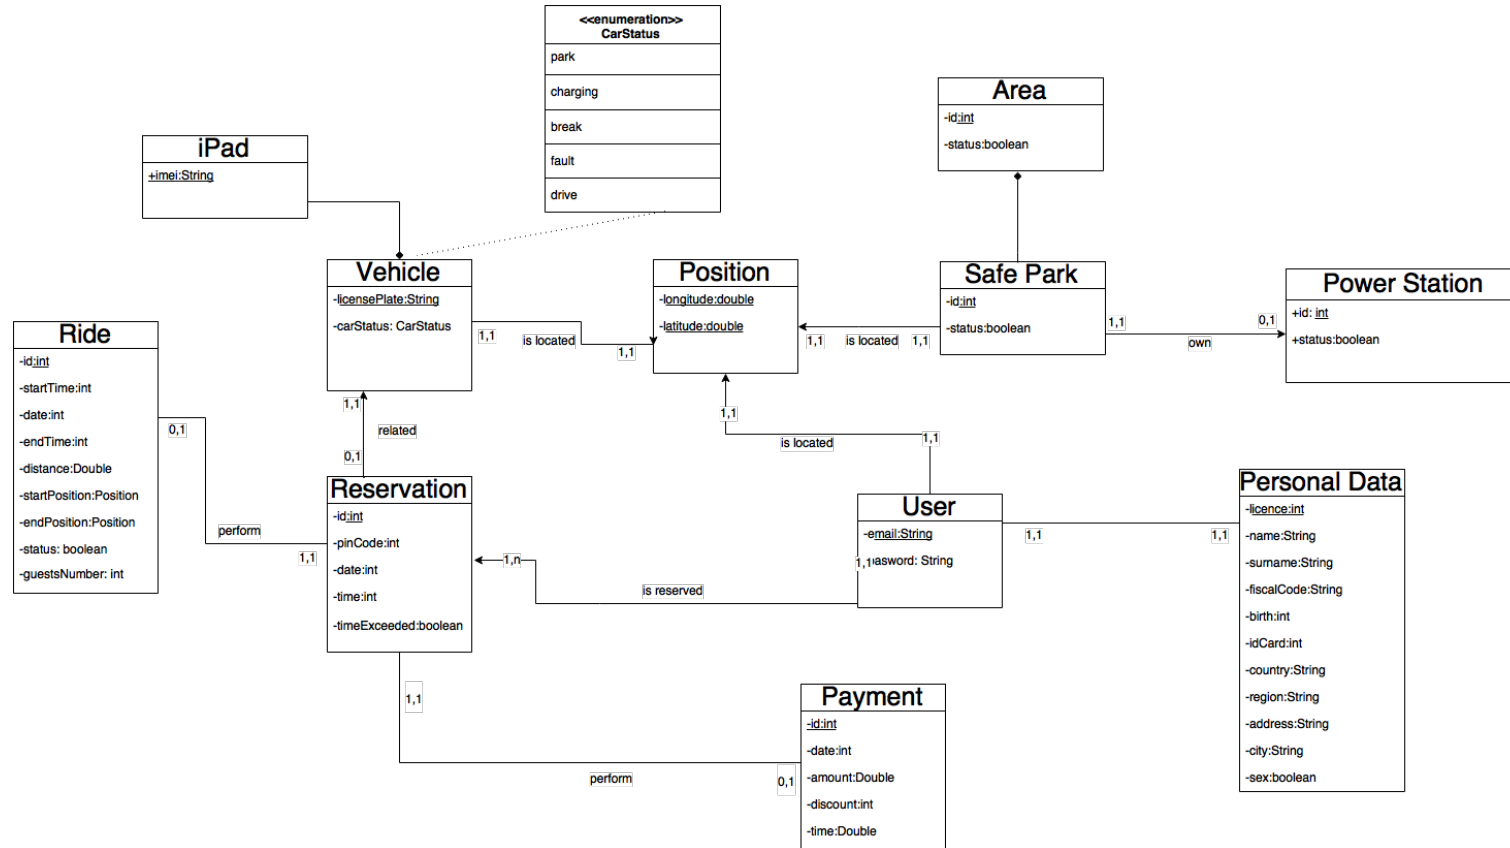 <<enumeration>>
CarStatus
park
charging
break
fault
drive
Area
-id:int
-status:boolean
iPad
+imei:String
Vehicle
-licensePlate:String
-carStatus: CarStatus
Position
-longitude:double
-latitude:double
Safe Park
-id:int
-status:boolean
Power Station
+id: int
+status:boolean
1,1
is located
1,1
1,1
is located
1,1
1,1
0,1
own
Ride
-id:int
-startTime:int
-date:int
-endTime:int
-distance:Double
-startPosition:Position
-endPosition:Position
-status: boolean
-guestsNumber: int
1,1
related
0,1
0,1
perform
1,1
1,1
is located
1,1
Reservation
-id:int
-pinCode:int
-date:int
-time:int
-timeExceeded:boolean
1,n
is reserved
1,1
User
-email:String
asword: String
1,1
1,1
Personal Data
-licence:int
-name:String
-surname:String
-fiscalCode:String
-birth:int
-idCard:int
-country:String
-region:String
-address:String
-city:String
-sex:boolean
1,1
perform
0,1
Payment
-id:int
-date:int
-amount:Double
-discount:int
-time:Double